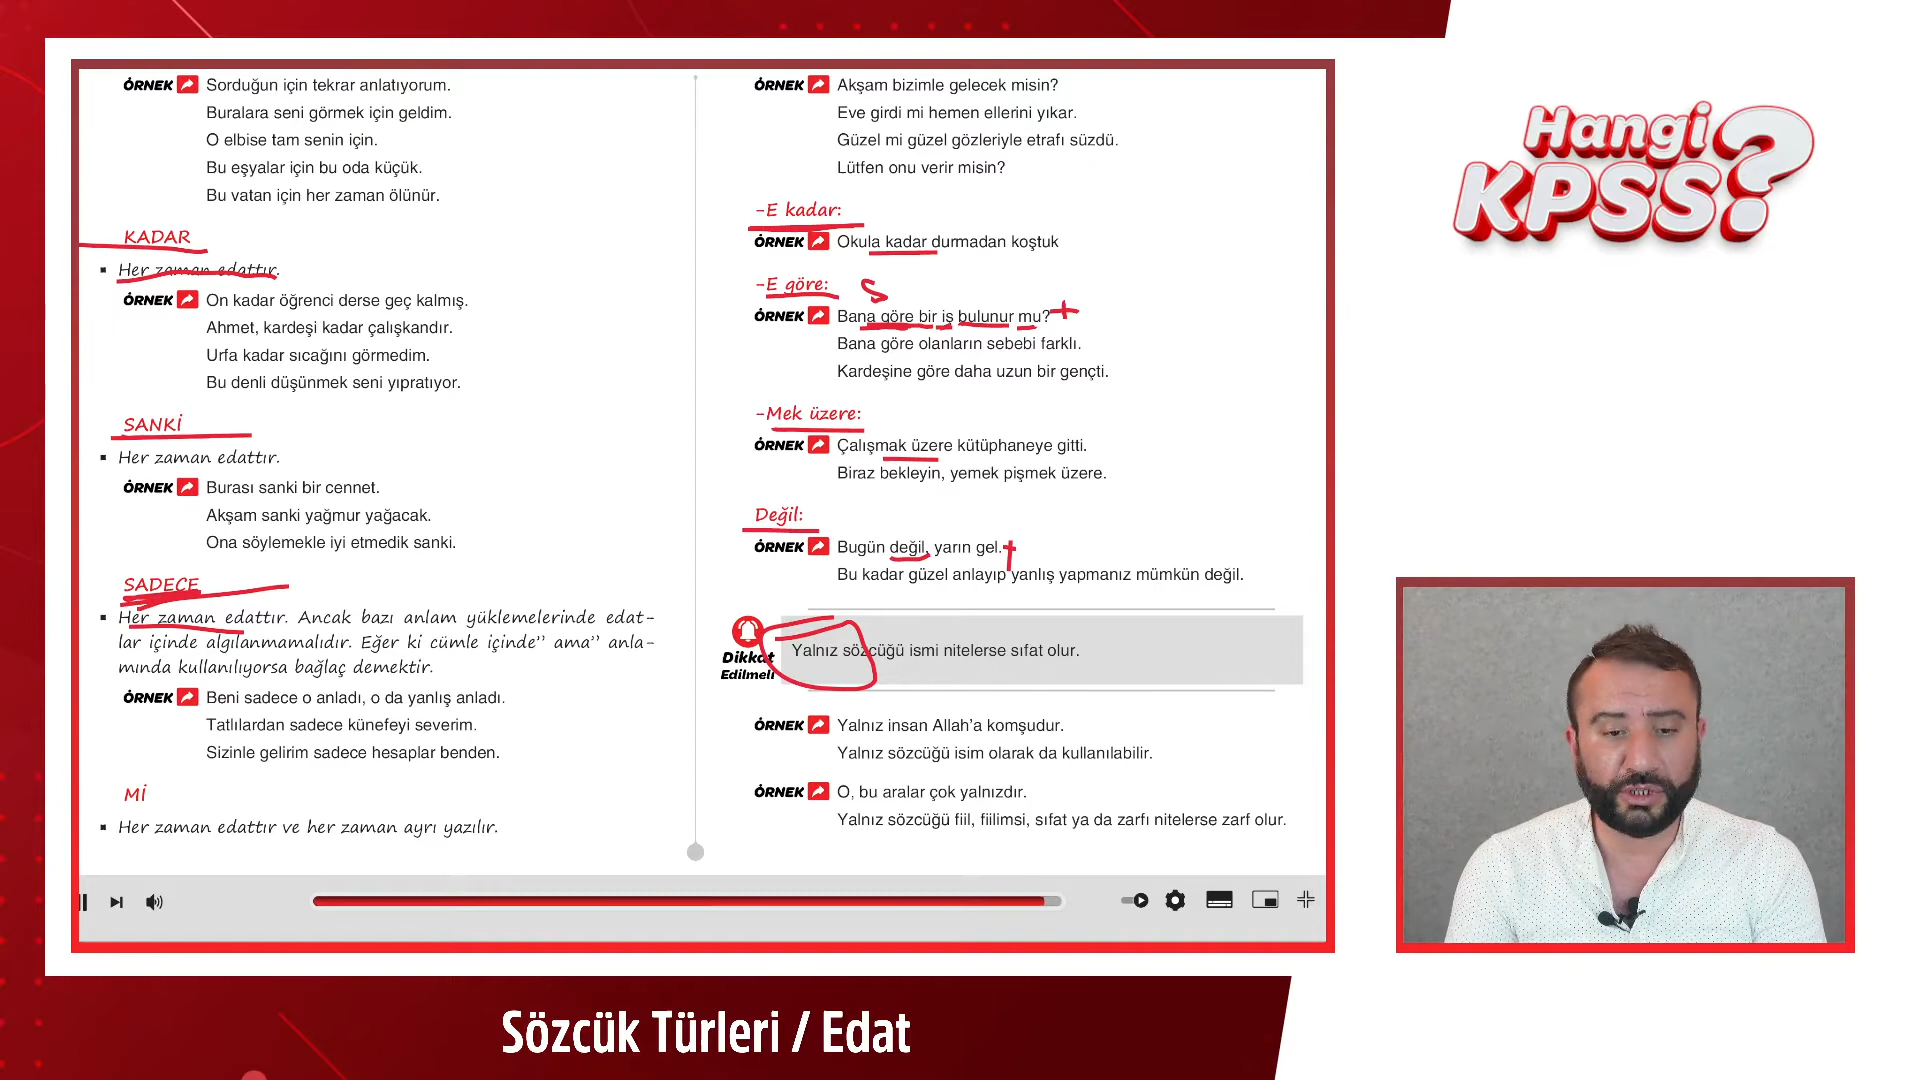 ÖRNEK Sorduğun için tekrar anlatıyorum.
Buralara seni görmek için geldim.
O elbise tam senin için.
Bu eşyalar için bu oda küçük.
Bu vatan için her zaman ölünür.
KADAR
▪ Her zaman edattır.
ÖRNEK On kadar öğrenci derse geç kalmış.
Ahmet, kardeşi kadar çalışkandır.
Urfa kadar sıcağını görmedim.
Bu denli düşünmek seni yıpratıyor.
SANKİ
▪ Her zaman edattır.
ÖRNEK Burası sanki bir cennet.
Akşam sanki yağmur yağacak.
Ona söylemekle iyi etmedik sanki.
SADECE
▪ Her zaman edattır. Ancak bazı anlam yüklemelerinde edat-
lar içinde algılanmamalıdır. Eğer ki cümle içinde” ama” anla-
mında kullanılıyorsa bağlaç demektir.
ÖRNEK Beni sadece o anladı, o da yanlış anladı.
Tatlılardan sadece künefeyi severim.
Sizinle gelirim sadece hesaplar benden.
Mİ
▪ Her zaman edattır ve her zaman ayrı yazılır.
ÖRNEK Akşam bizimle gelecek misin?
Eve girdi mi hemen ellerini yıkar.
Güzel mi güzel gözleriyle etrafı süzdü.
Lütfen onu verir misin?
-E kadar:
ÖRNEK Okula kadar durmadan koştuk
-E göre: S
ÖRNEK Bana göre bir iş bulunur mu? +
Bana göre olanların sebebi farklı.
Kardeşine göre daha uzun bir gençti.
-Mek üzere:
ÖRNEK Çalışmak üzere kütüphaneye gitti.
Biraz bekleyin, yemek pişmek üzere.
Değil:
ÖRNEK Bugün değil, yarın gel. +
Bu kadar güzel anlayıp yanlış yapmanız mümkün değil.
Dikkat
Edilmeli
Yalnız sözcüğü ismi nitelerse sıfat olur.
ÖRNEK Yalnız insan Allah’a komşudur.
Yalnız sözcüğü isim olarak da kullanılabilir.
ÖRNEK O, bu aralar çok yalnızdır.
Yalnız sözcüğü fiil, fiilimsi, sıfat ya da zarfı nitelerse zarf olur.
Hangi
KPSS?
Sözcük Türleri / Edat